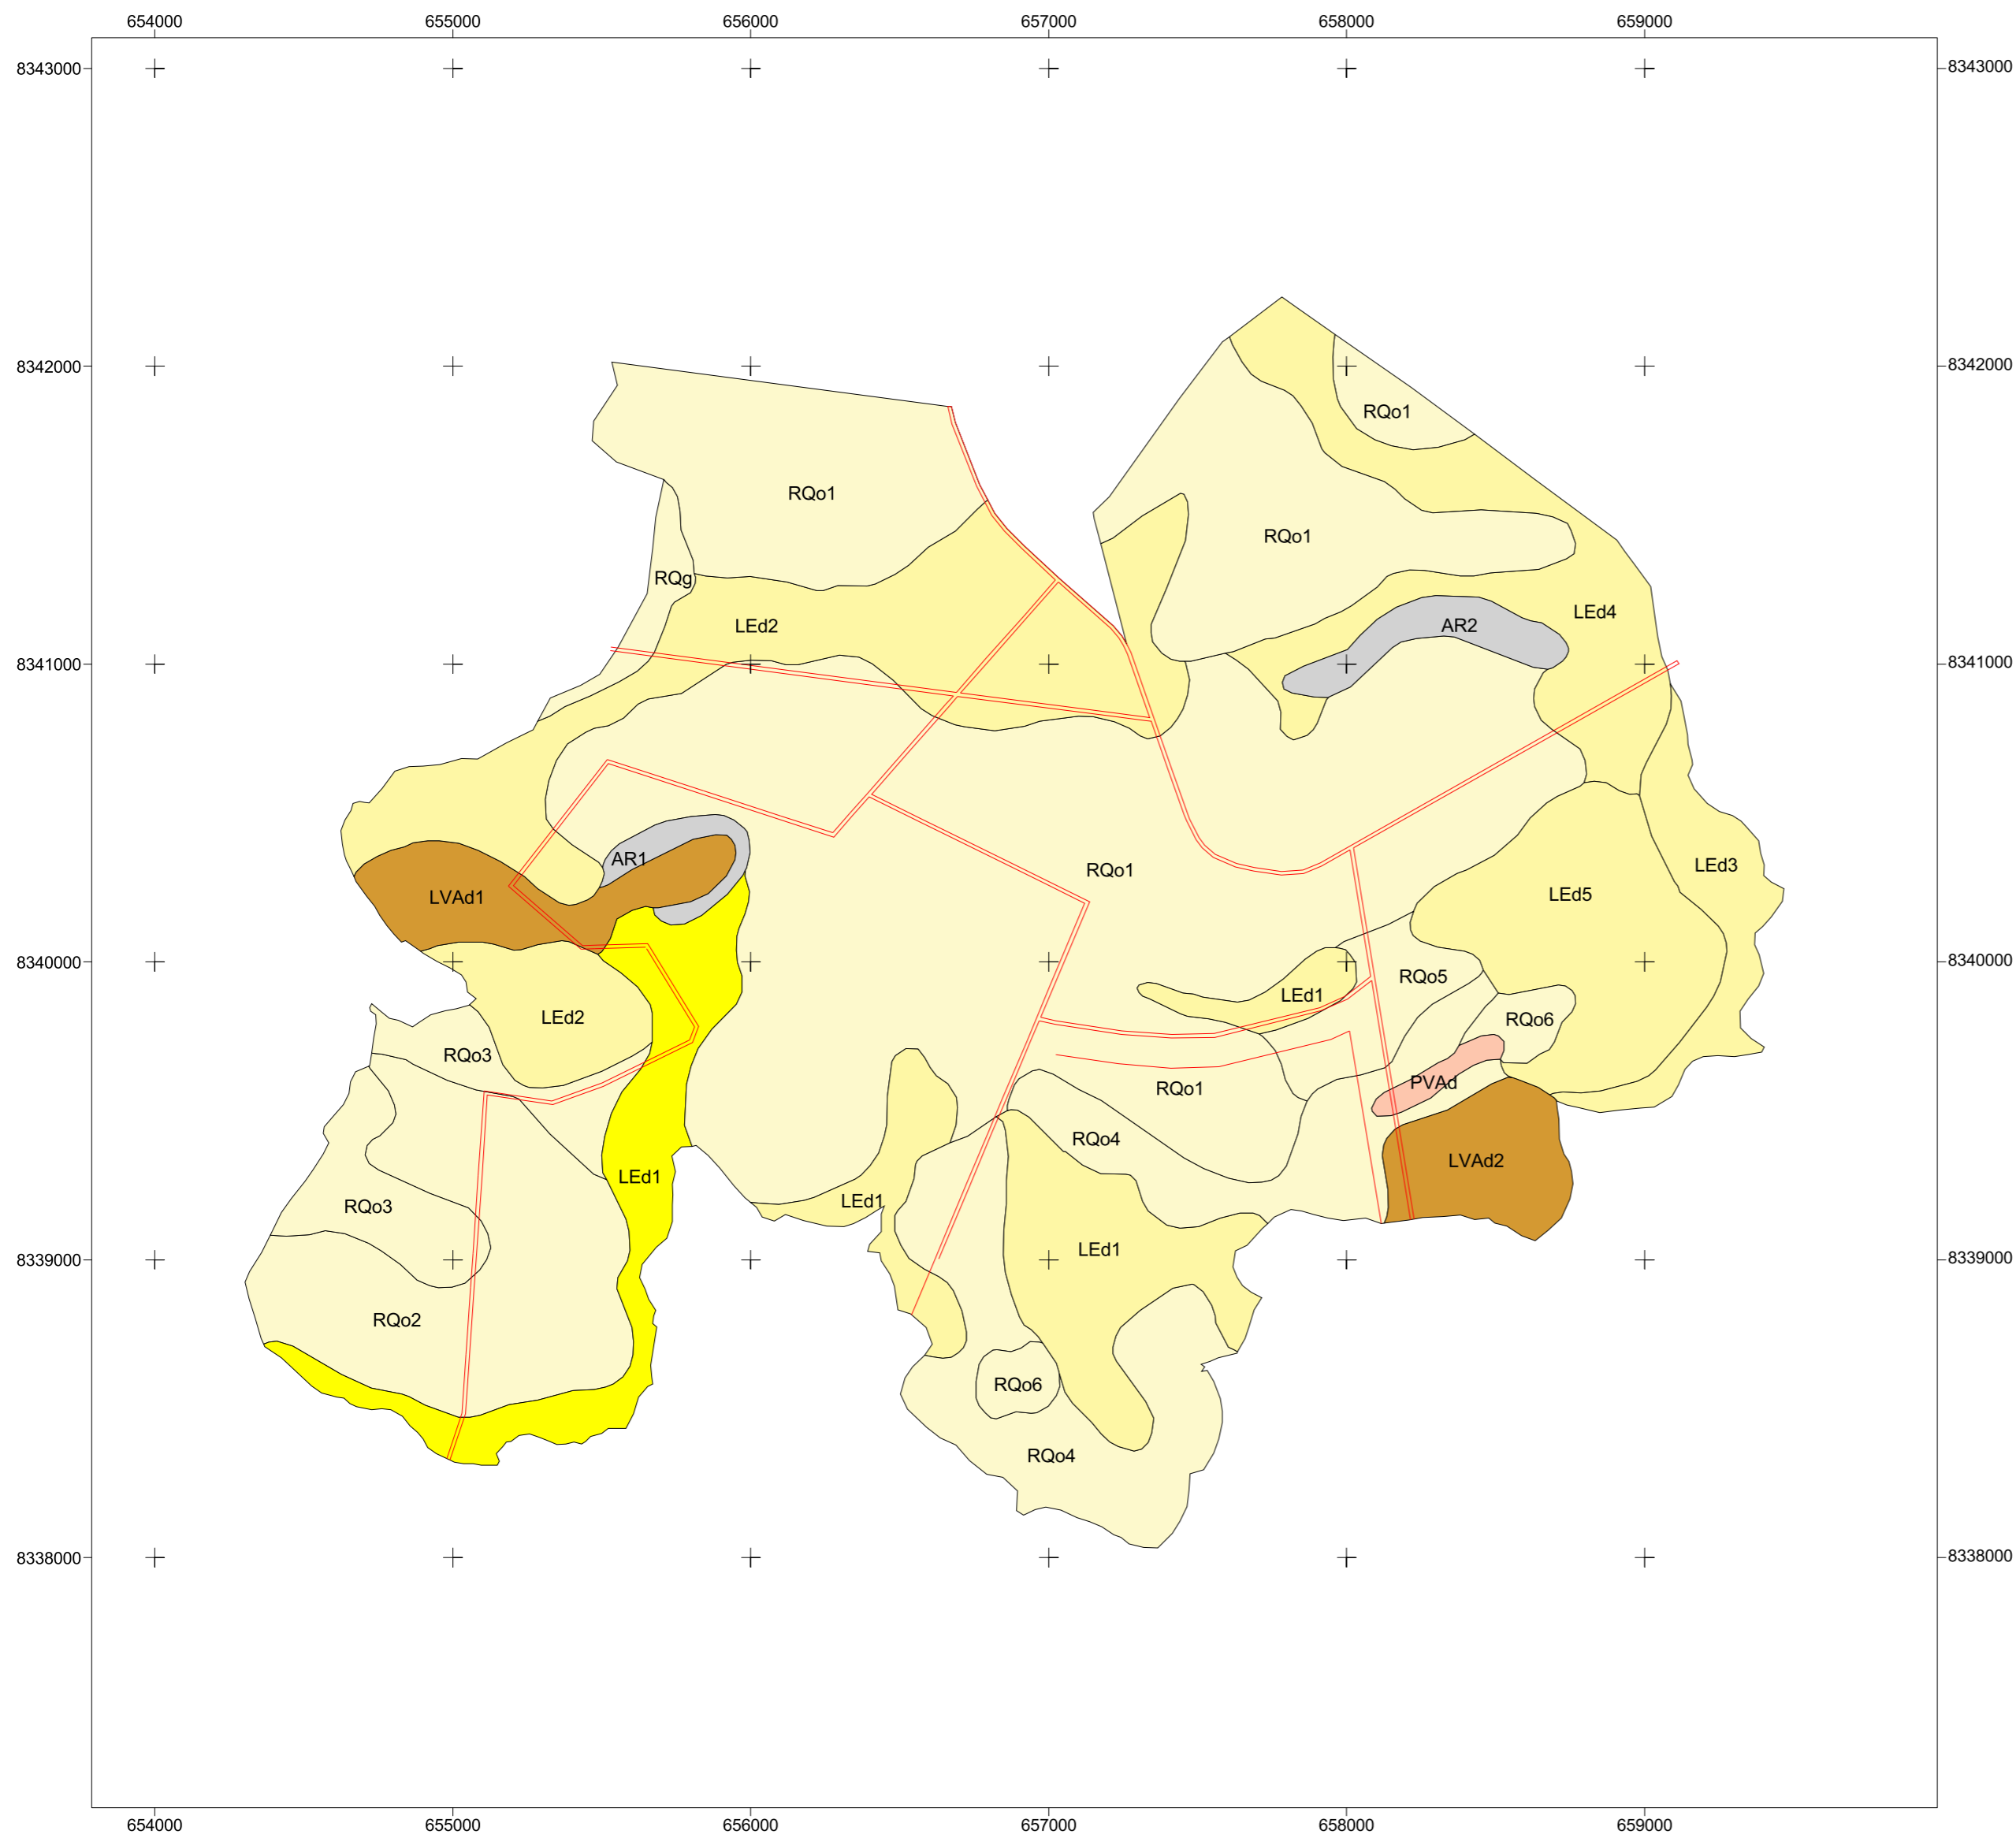 654000 655000 656000 657000 658000 659000
8343000 8343000
8342000 8342000
RQo1
RQo1
RQo1
RQg
LEd4
LEd2
AR2
8341000 8341000
AR1
RQo1
LEd3
LVAd1
LEd5
8340000 8340000
RQo5
LEd1
LEd2
RQo6
RQo3
PVAd
RQo1
RQo4
LVAd2
LEd1
LEd1
RQo3
LEd1
8339000 8339000
RQo2
RQo6
RQo4
8338000 8338000
654000 655000 656000 657000 658000 659000